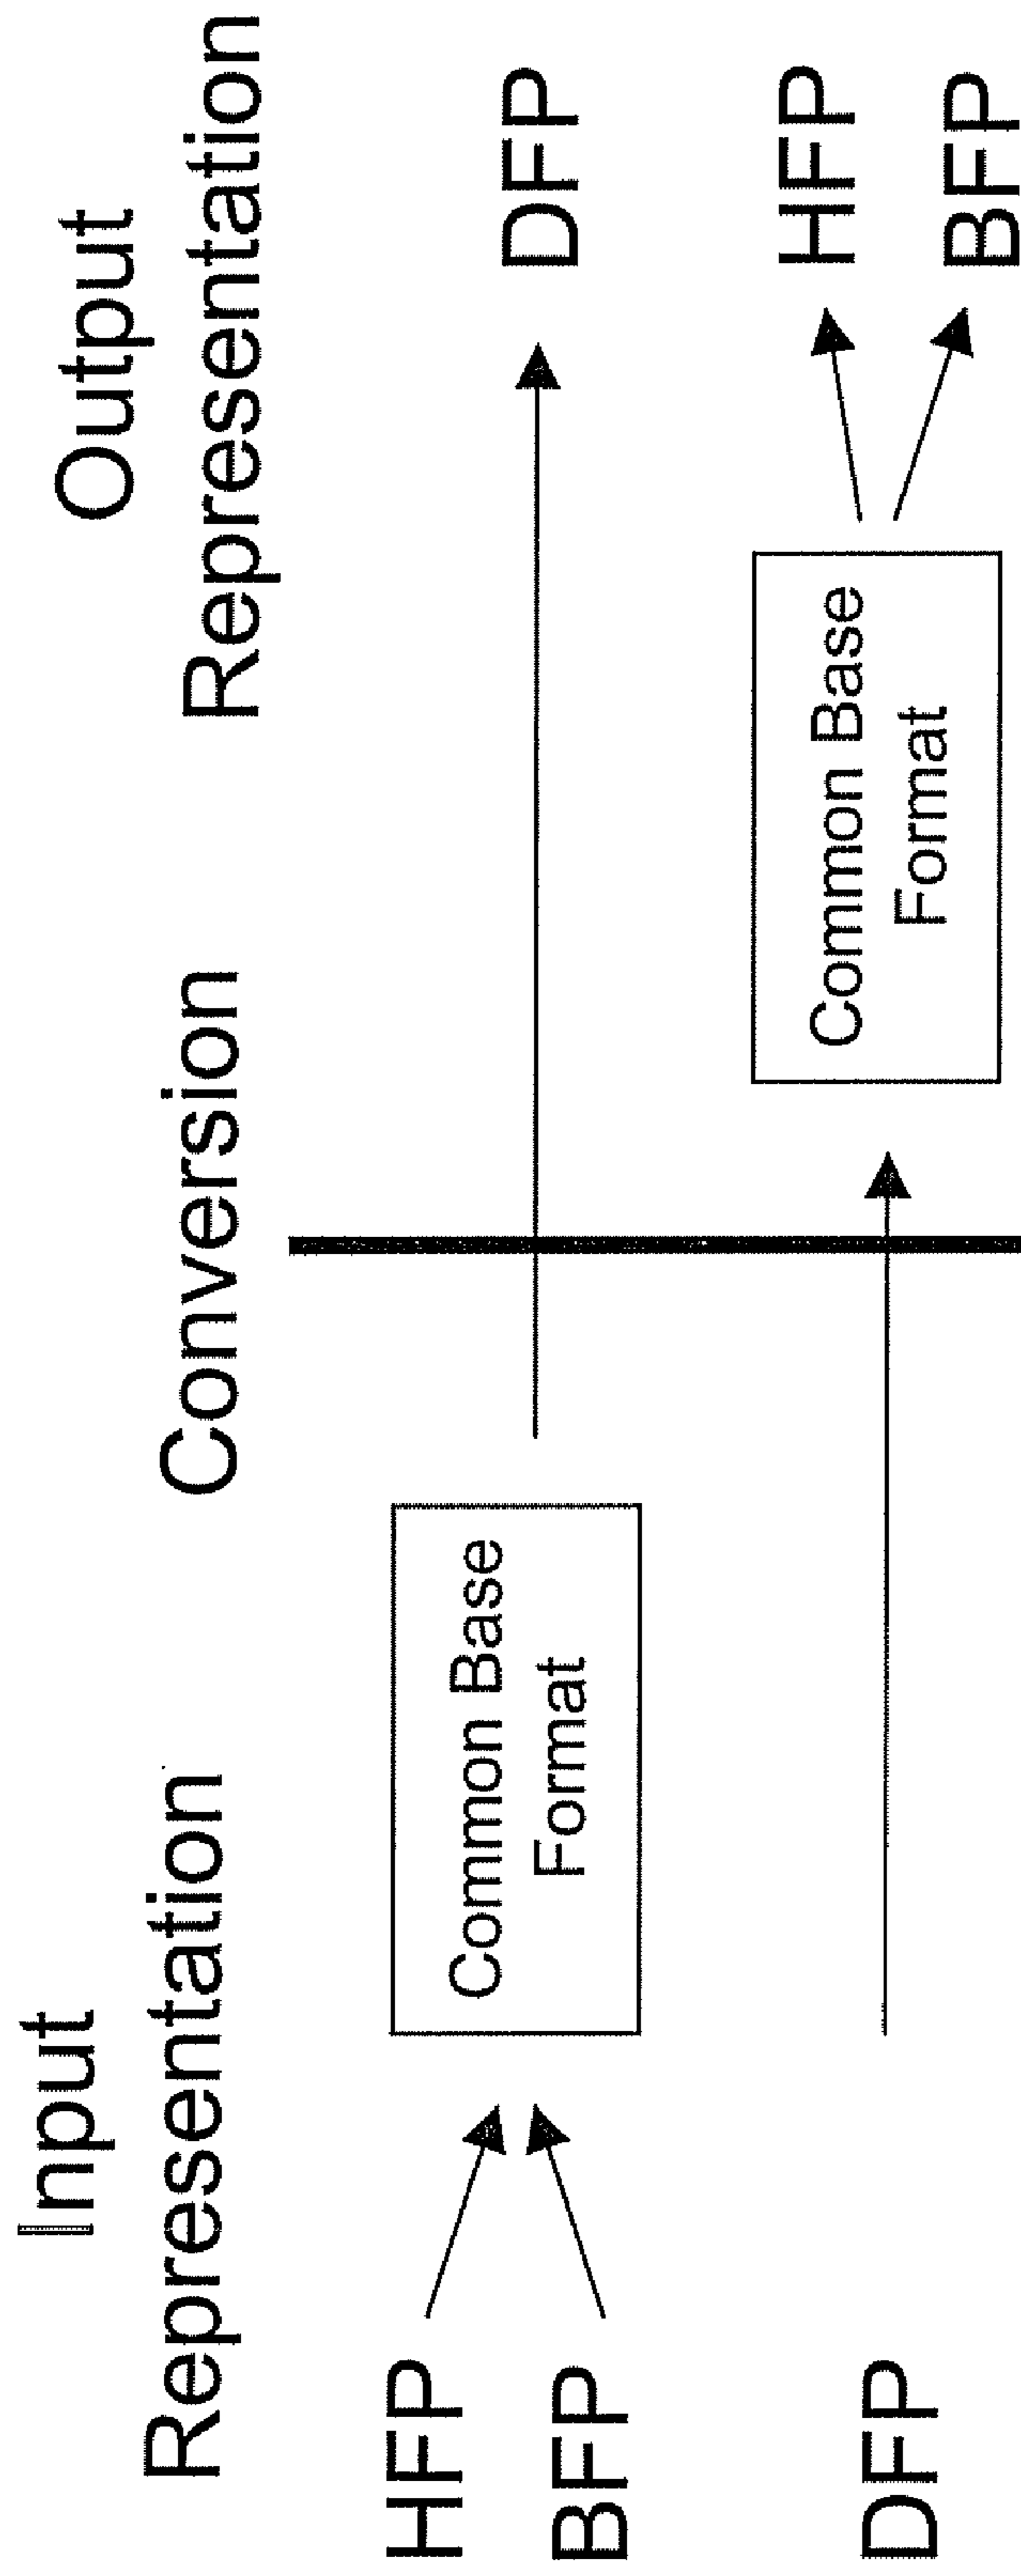 Input
Representation
Conversion
Output
Representation
HFP
BFP
Common Base
Format
DFP
DFP
Common Base
Format
HFP
BFP